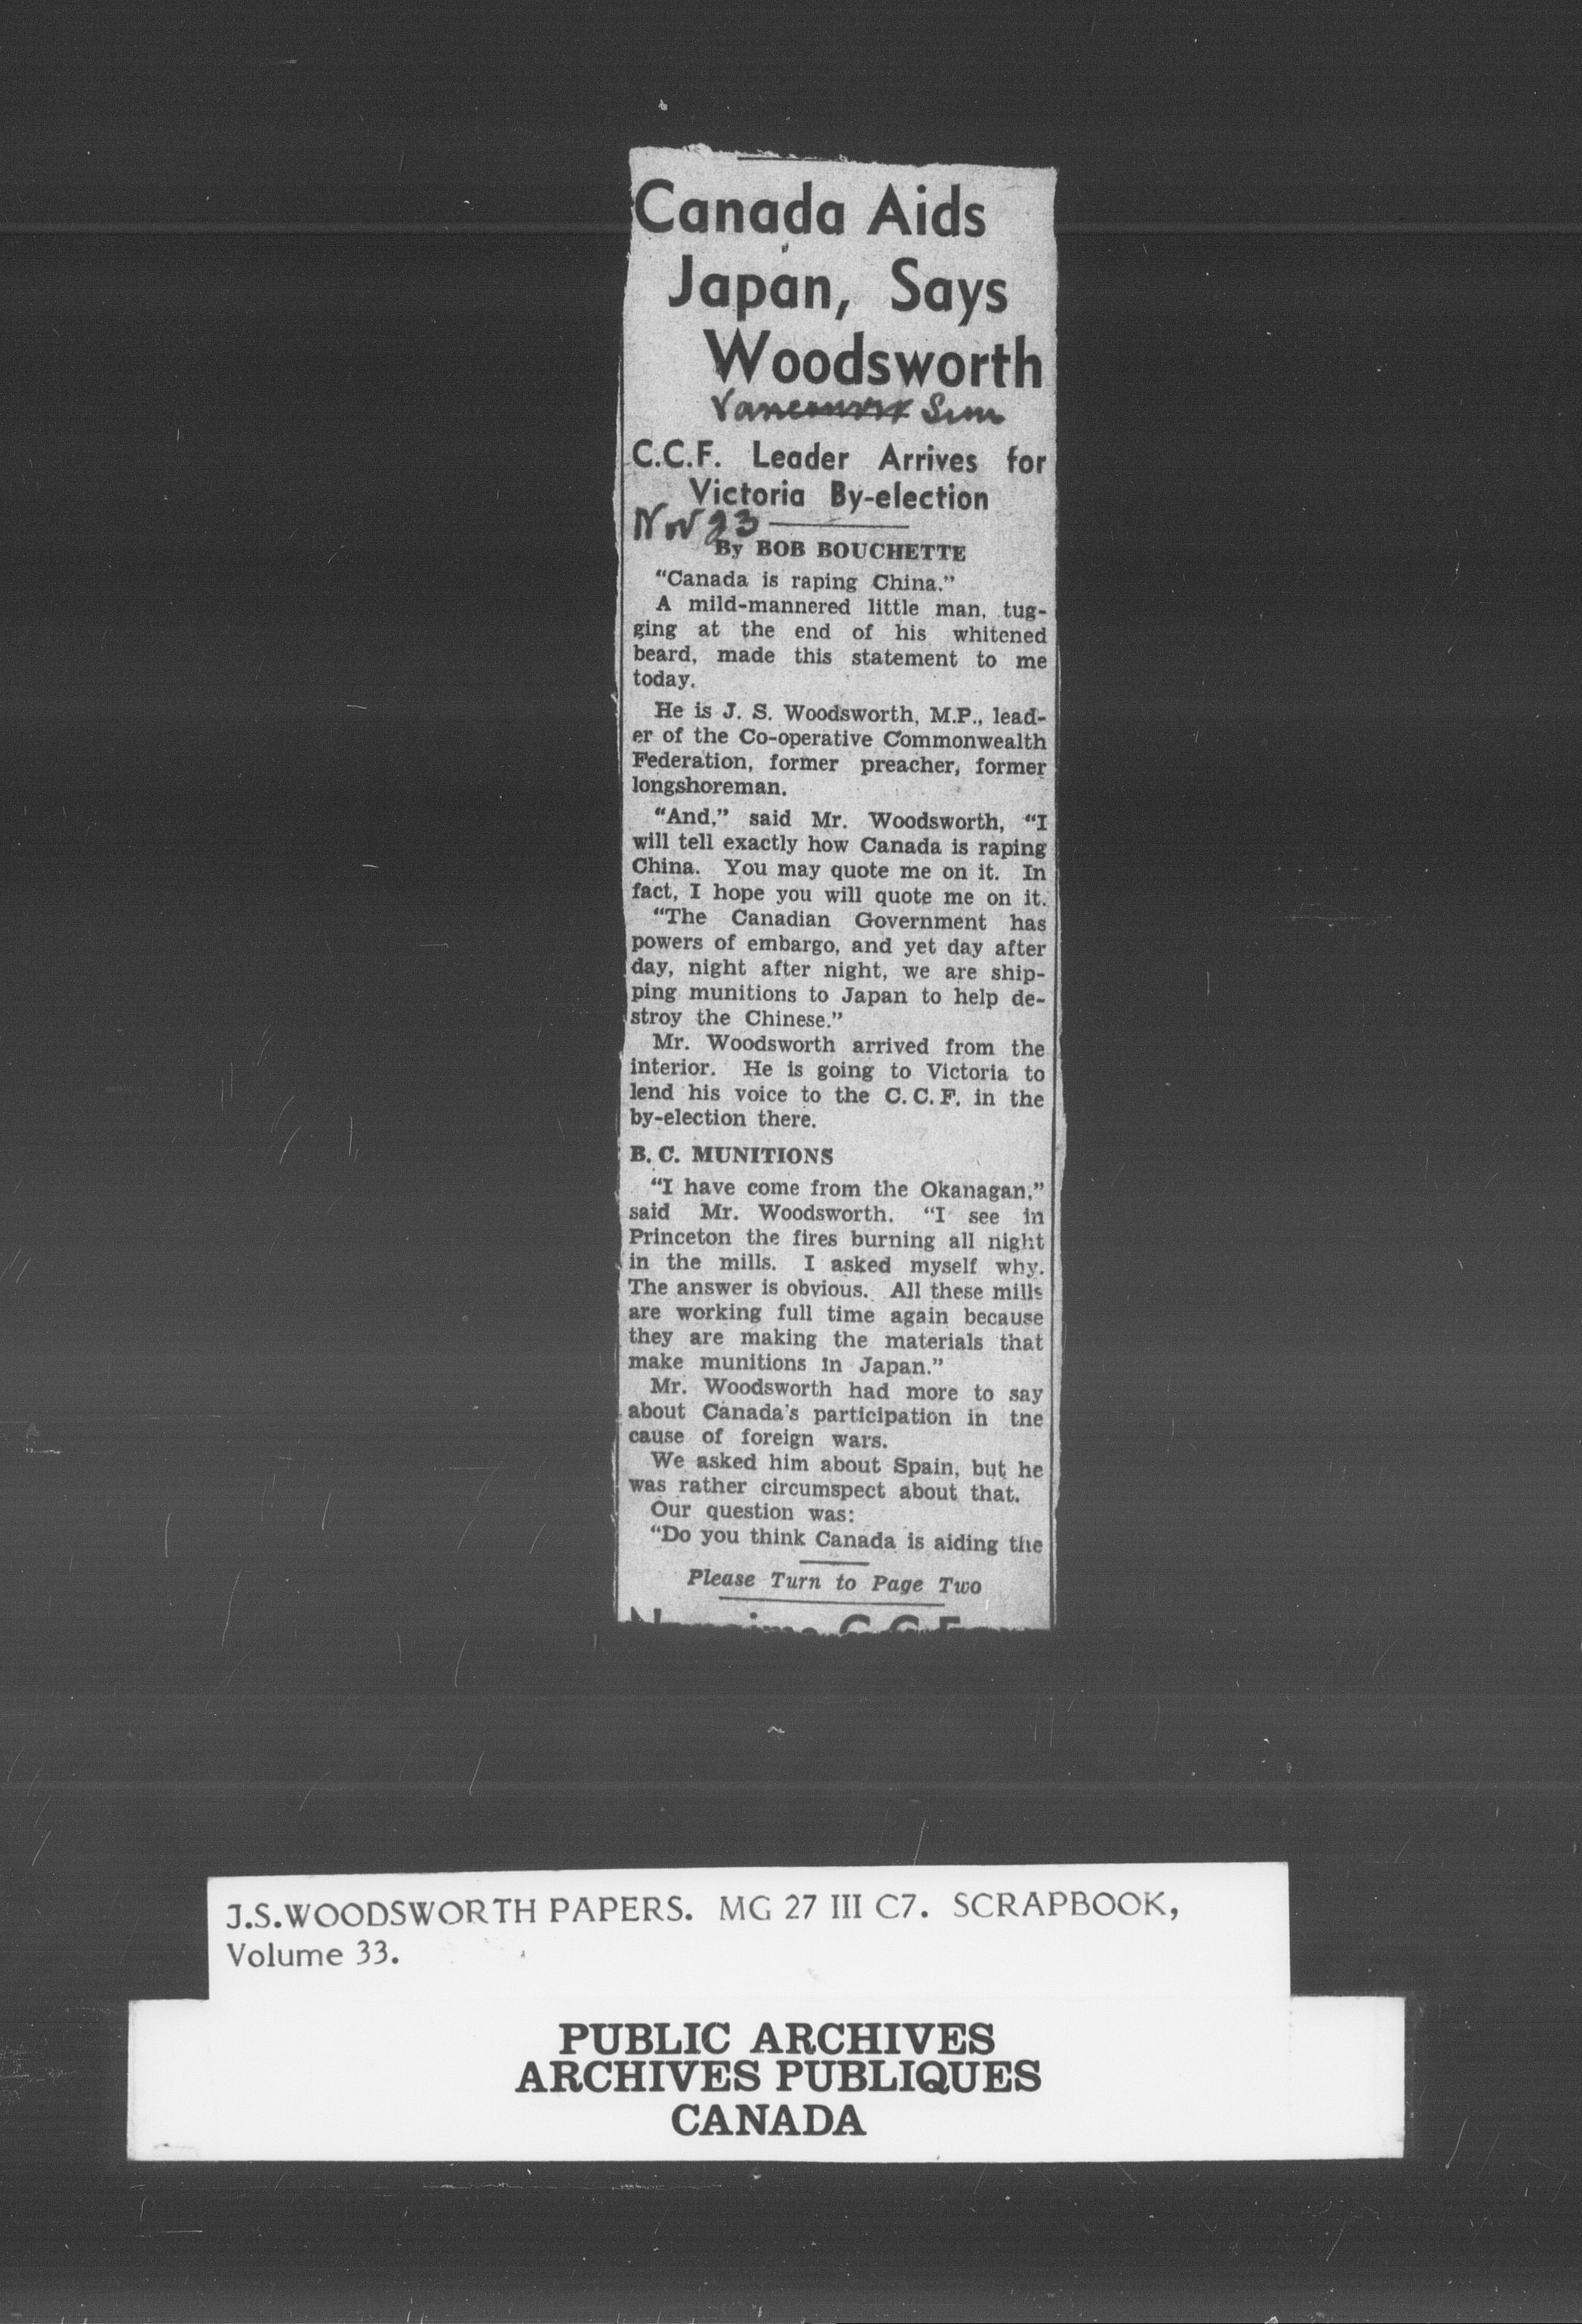 Canada Aids
Japan, Says
Woodsworth
Vancouver Sun
C.C.F. Leader Arrives for
Victoria By-election
Nov 23
By BOB BOUCHETTE
"Canada is raping China."
A mild-mannered little man, tug-
ging at the end of his whitened
beard, made this statement to me
today.
He is J. S. Woodsworth, M.P., lead-
er of the Co-operative Commonwealth
Federation, former preacher, former
longshoreman.
"And," said Mr. Woodsworth, "I
will tell exactly how Canada is raping
China. You may quote me on it. In
fact, I hope you will quote me on it.
"The Canadian Government has
powers of embargo, and yet day after
day, night after night, we are ship-
ping munitions to Japan to help de-
stroy the Chinese."
Mr. Woodsworth arrived from the
interior. He is going to Victoria to
lend his voice to the C. C. F. in the
by-election there.
B. C. MUNITIONS
"I have come from the Okanagan,"
said Mr. Woodsworth. "I see in
Princeton the fires burning all night
in the mills. I asked myself why.
The answer is obvious. All these mills
are working full time again because
they are making the materials that
make munitions in Japan."
Mr. Woodsworth had more to say
about Canada's participation in tne
cause of foreign wars.
We asked him about Spain, but he
was rather circumspect about that.
Our question was:
"Do you think Canada is aiding the
Please Turn to Page Two
J.S.WOODSWORTH PAPERS. MG 27 III C7. SCRAPBOOK,
Volume 33.
PUBLIC ARCHIVES
ARCHIVES PUBLIQUES
CANADA